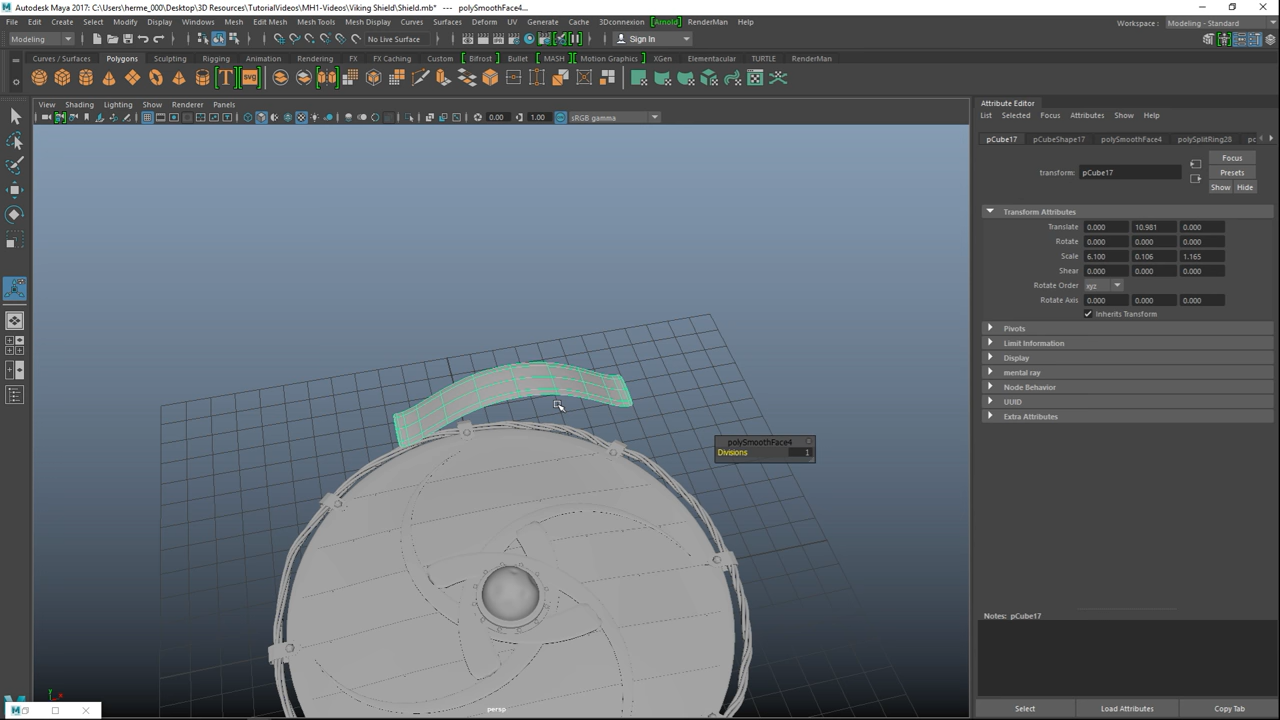 Autodesk Maya 2017: C:\Users\herme_000\Desktop\3D Resources\TutorialVideos\MH1-Videos\Viking Shield\Shield.mb* --- polySmoothFace4...
File Edit Create Select Modify Display Windows Mesh Edit Mesh Mesh Tools Mesh Display Curves Surfaces Deform UV Generate Cache 3Dconnexion [Arnold] RenderMan Help
Workspace : Modeling - Standard
Modeling No Live Surface Sign In
Curves / Surfaces Polygons Sculpting Rigging Animation Rendering FX FX Caching Custom Bifrost Bullet MASH Motion Graphics XGen Elementacular TURTLE RenderMan
T svg
View Shading Lighting Show Renderer Panels
0.00 1.00 sRGB gamma
polySmoothFace4
Divisions 1
persp
y x
Attribute Editor
List Selected Focus Attributes Show Help
pCube17 pCubeShape17 polySmoothFace4 polySplitRing28 pc
Focus
transform: pCube17 Presets
Show Hide
Transform Attributes
Translate 0.000 10.981 0.000
Rotate 0.000 0.000 0.000
Scale 6.100 0.106 1.165
Shear 0.000 0.000 0.000
Rotate Order xyz
Rotate Axis 0.000 0.000 0.000
Inherits Transform
Pivots
Limit Information
Display
mental ray
Node Behavior
UUID
Extra Attributes
Notes: pCube17
Select Load Attributes Copy Tab